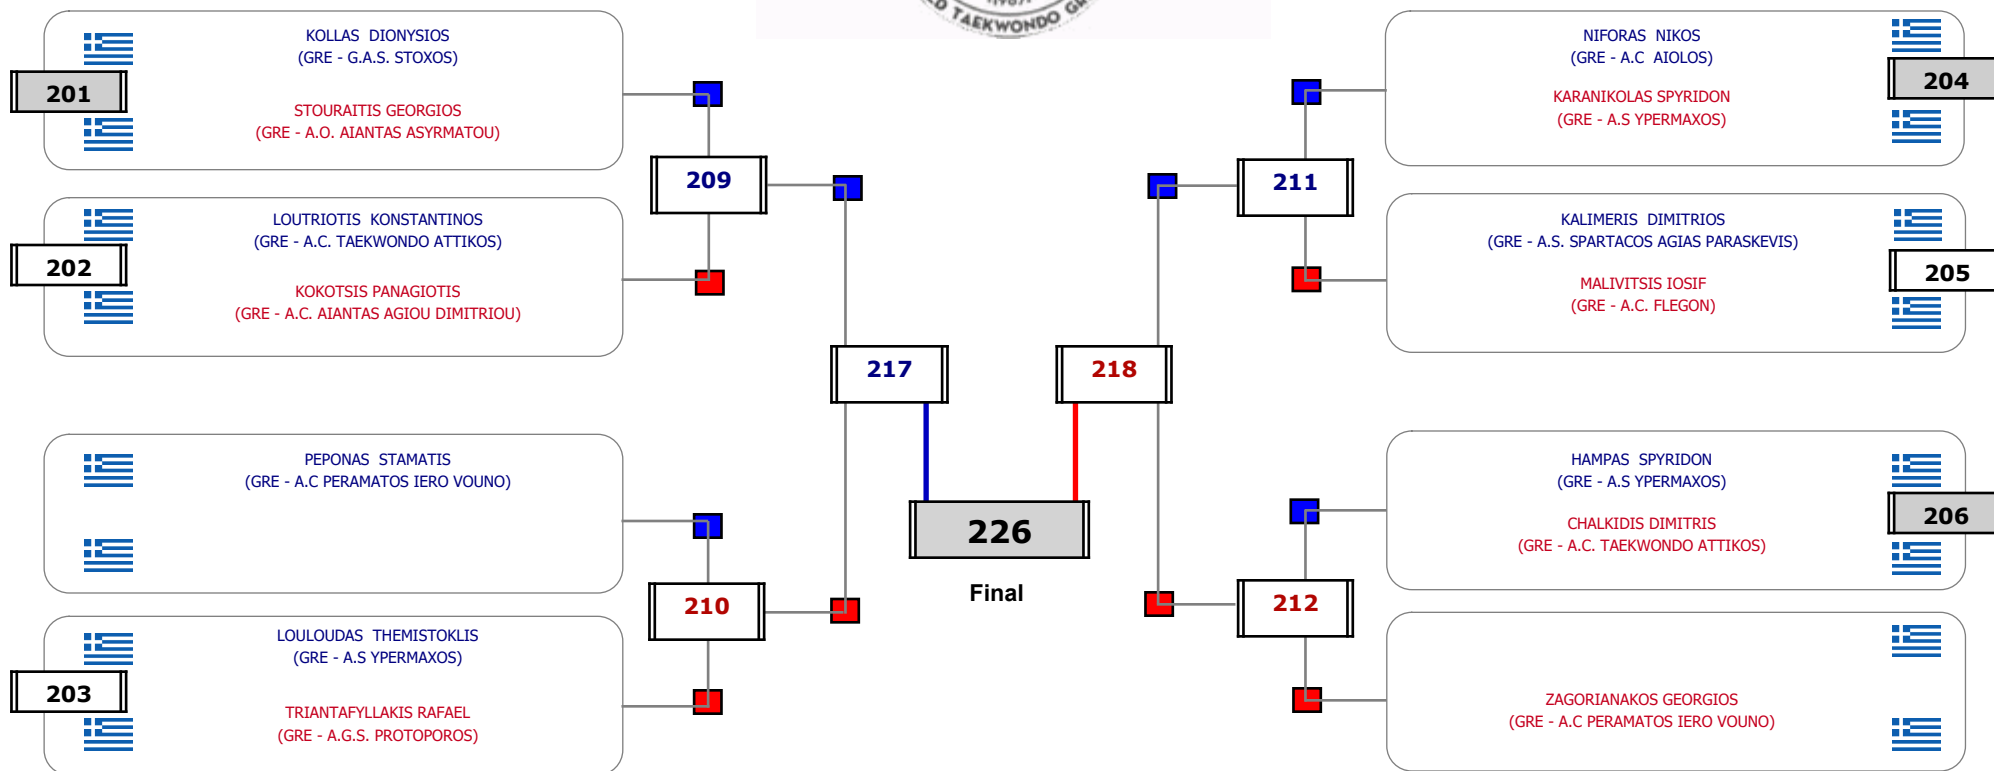 D TAEKWONDO G
KOLLAS DIONYSIOS
(GRE - G.A.S. STOXOS)
201
STOURAITIS GEORGIOS
(GRE - A.O. AIANTAS ASYRMATOU)
209
LOUTRIOTIS KONSTANTINOS
(GRE - A.C. TAEKWONDO ATTIKOS)
202
KOKOTSIS PANAGIOTIS
(GRE - A.C. AIANTAS AGIOU DIMITRIOU)
217
PEPONAS STAMATIS
(GRE - A.C PERAMATOS IERO VOUNO)
210
LOULOUDAS THEMISTOKLIS
(GRE - A.S YPERMAXOS)
203
TRIANTAFYLLAKIS RAFAEL
(GRE - A.G.S. PROTOPOROS)
226
Final
NIFORAS NIKOS
(GRE - A.C AIOLOS)
204
KARANIKOLAS SPYRIDON
(GRE - A.S YPERMAXOS)
211
KALIMERIS DIMITRIOS
(GRE - A.S. SPARTACOS AGIAS PARASKEVIS)
205
MALIVITSIS IOSIF
(GRE - A.C. FLEGON)
218
HAMPAS SPYRIDON
(GRE - A.S YPERMAXOS)
206
CHALKIDIS DIMITRIS
(GRE - A.C. TAEKWONDO ATTIKOS)
212
ZAGORIANAKOS GEORGIOS
(GRE - A.C PERAMATOS IERO VOUNO)